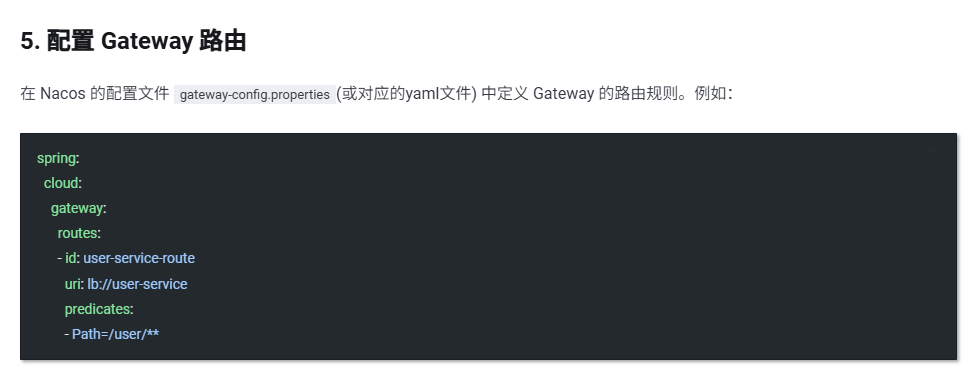 5. 配置 Gateway 路由
在 Nacos 的配置文件 gateway-config.properties (或对应的yaml文件) 中定义 Gateway 的路由规则。例如：
spring:
  cloud:
    gateway:
      routes:
      - id: user-service-route
        uri: lb://user-service
        predicates:
        - Path=/user/**